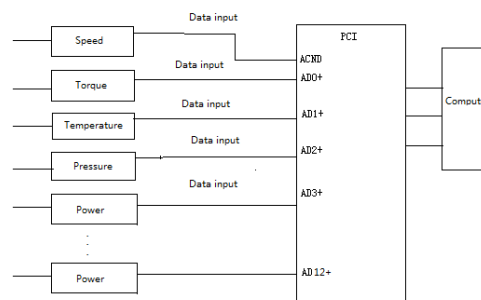 Data input
Speed
PCI
ACND
Data input
Torque
AD0+
Data input
Temperature
AD1+
Comput
Data input
Pressure
AD2+
Data input
Power
AD3+
Power
AD12+